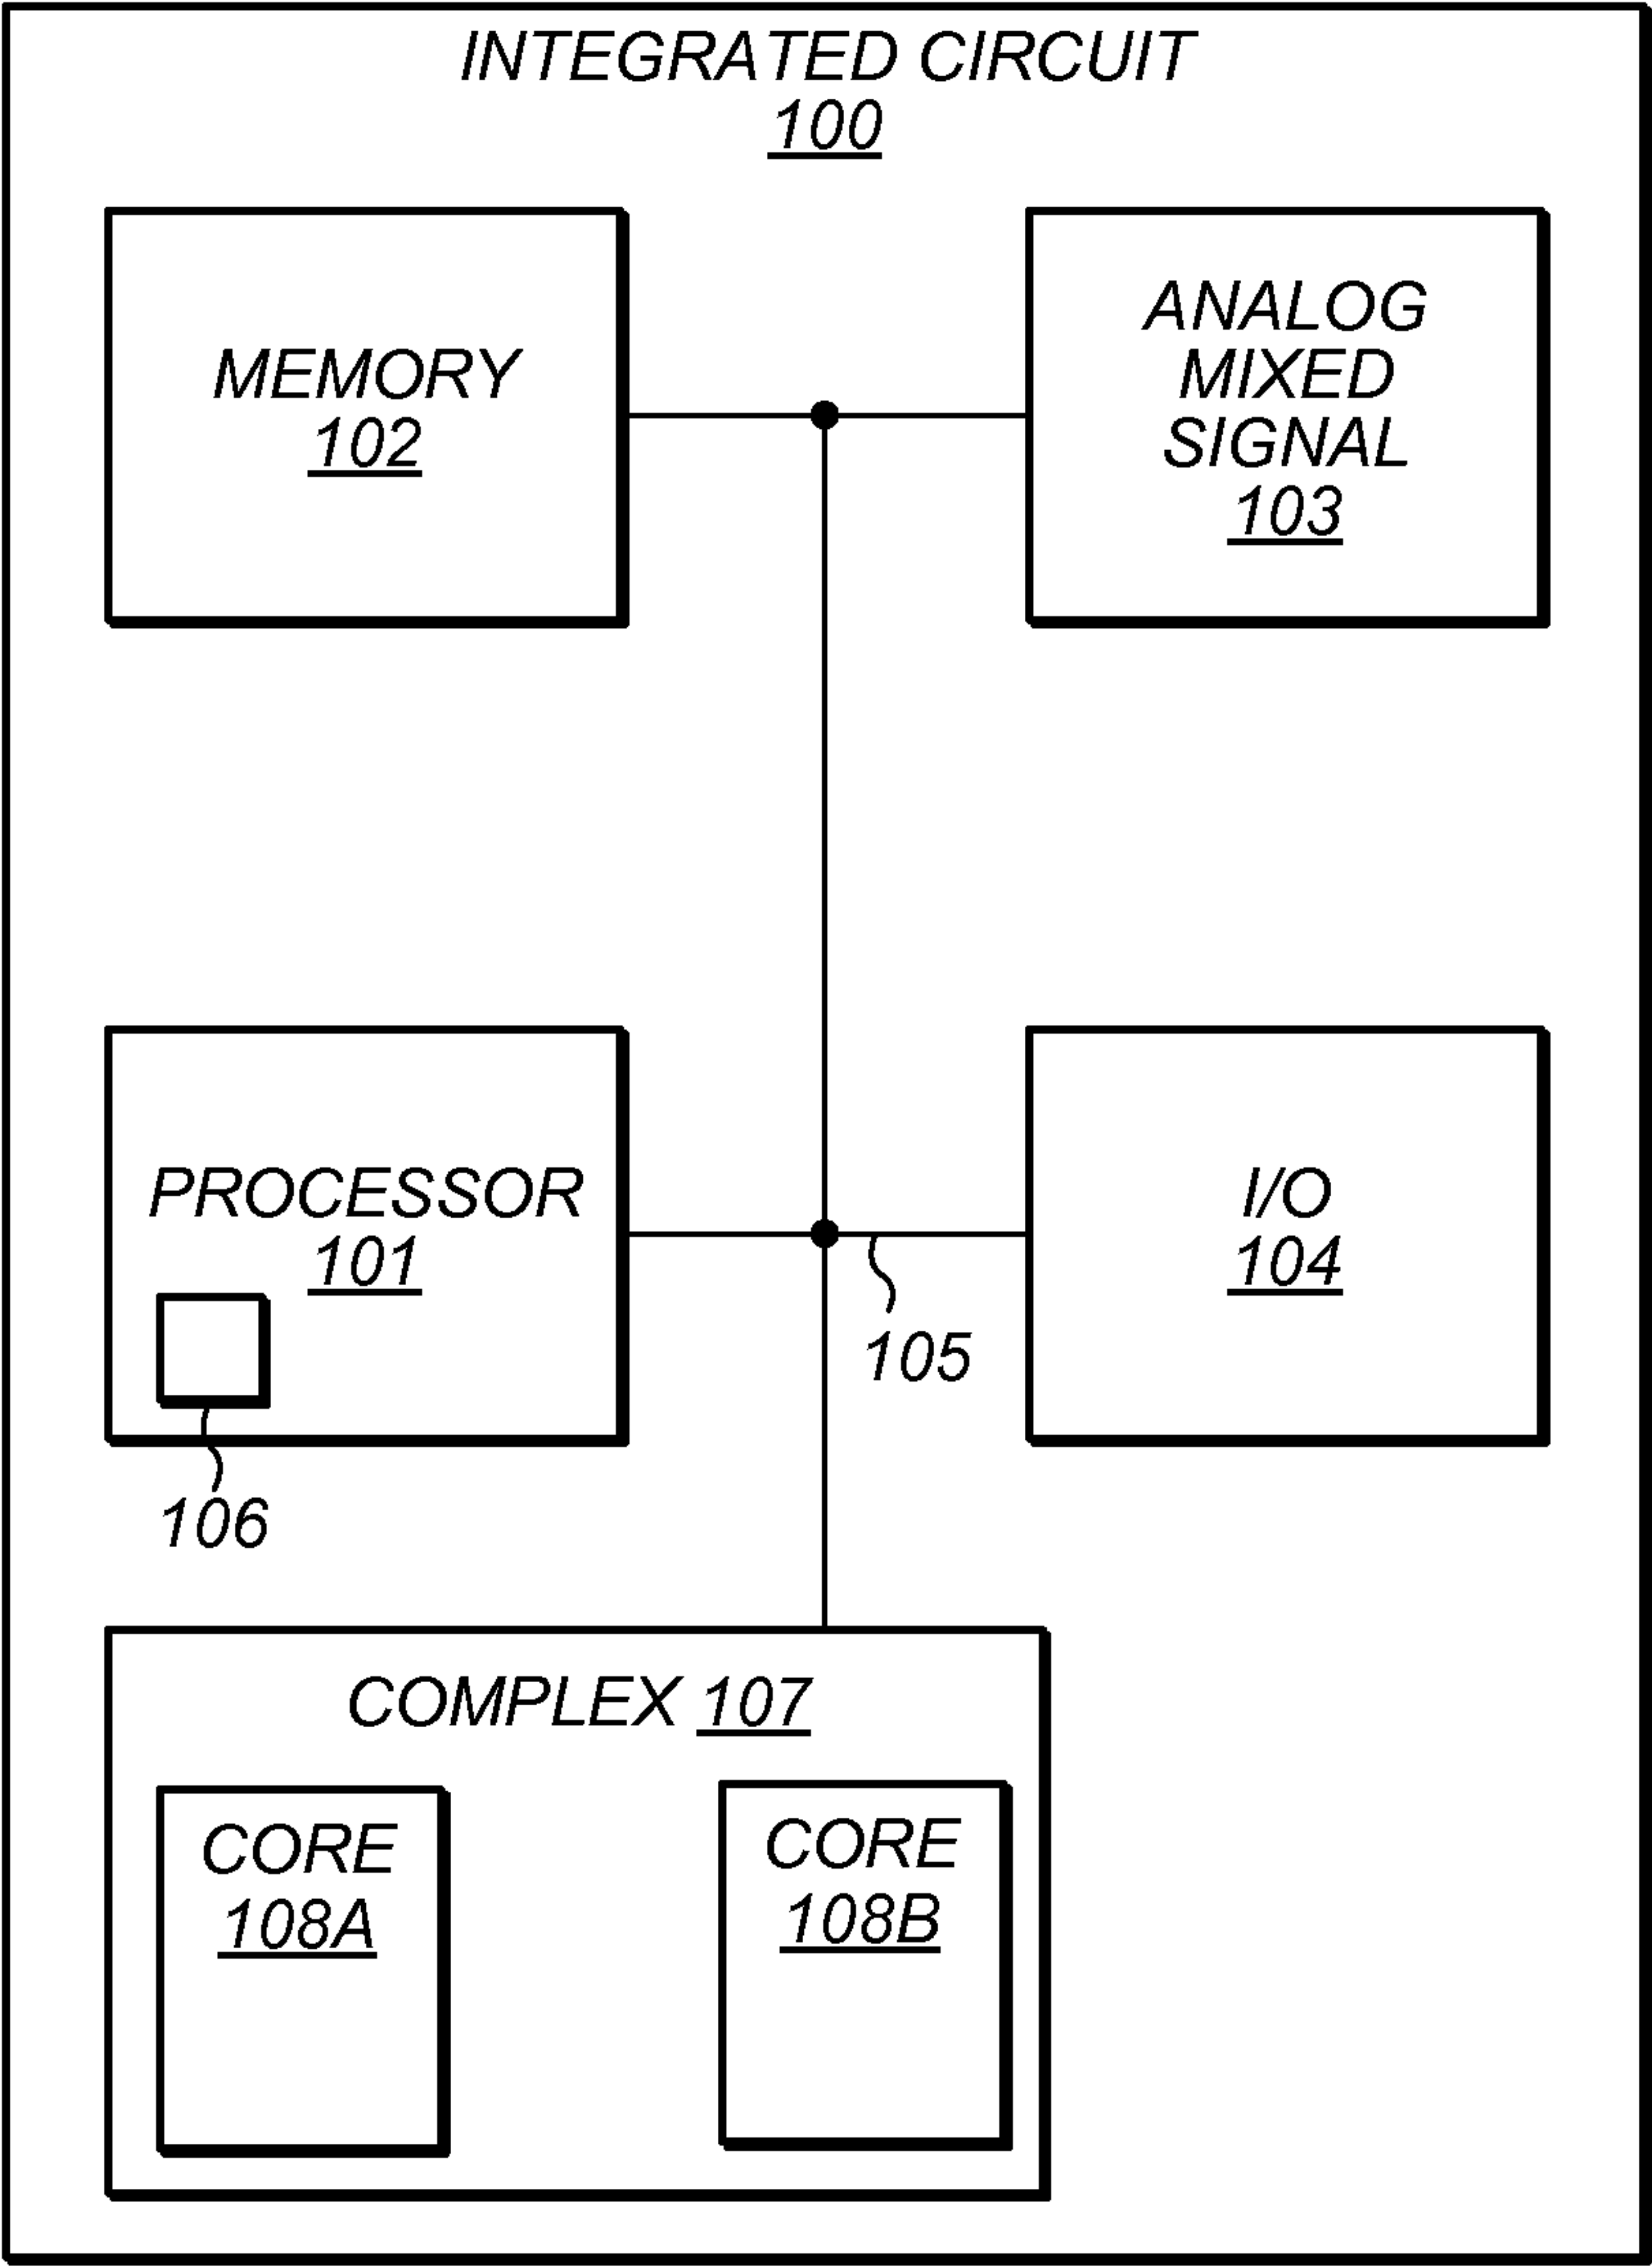 INTEGRATED CIRCUIT
100
MEMORY
102
ANALOG
MIXED
SIGNAL
103
PROCESSOR
101
I/O
104
105
106
COMPLEX 107
CORE
108A
CORE
108B